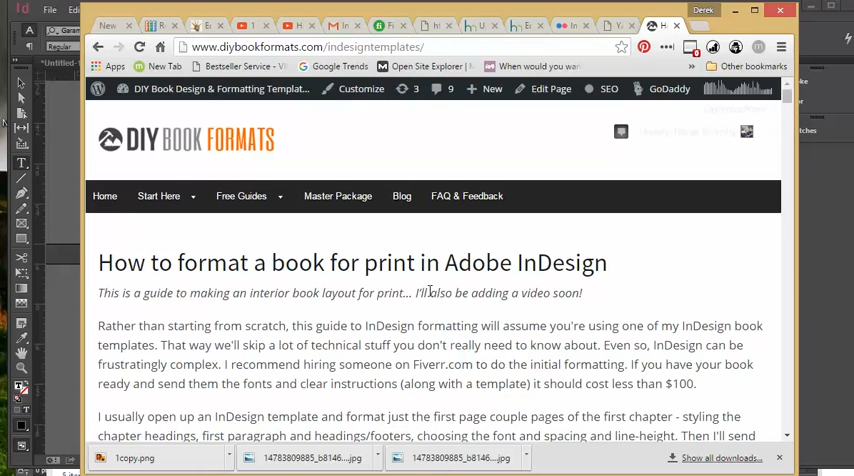 Id File Edi
Derek
New
Gm
In
fi
www.diybookformats.com/indesigntemplates/
Apps New Tab Bestseller Service - Vi Google Trends Open Site Explorer | When would you wan Other bookmarks
DIY Book Design & Formatting Templat... Customize 3 9 New Edit Page SEO GoDaddy
DIY BOOK FORMATS
Home Start Here Free Guides Master Package Blog FAQ & Feedback
How to format a book for print in Adobe InDesign
This is a guide to making an interior book layout for print... I'll also be adding a video soon!
Rather than starting from scratch, this guide to InDesign formatting will assume you're using one of my InDesign book
templates. That way we'll skip a lot of technical stuff you don't really need to know about. Even so, InDesign can be
frustratingly complex. I recommend hiring someone on Fiverr.com to do the initial formatting. If you have your book
ready and send them the fonts and clear instructions (along with a template) it should cost less than $100.
I usually open up an InDesign template and format just the first page couple pages of the first chapter - styling the
chapter headings, first paragraph and headings/footers, choosing the font and spacing and line-height. Then I'll send
1copy.png 14783809885_b8146....jpg 14783809885_b8146....jpg Show all downloads...